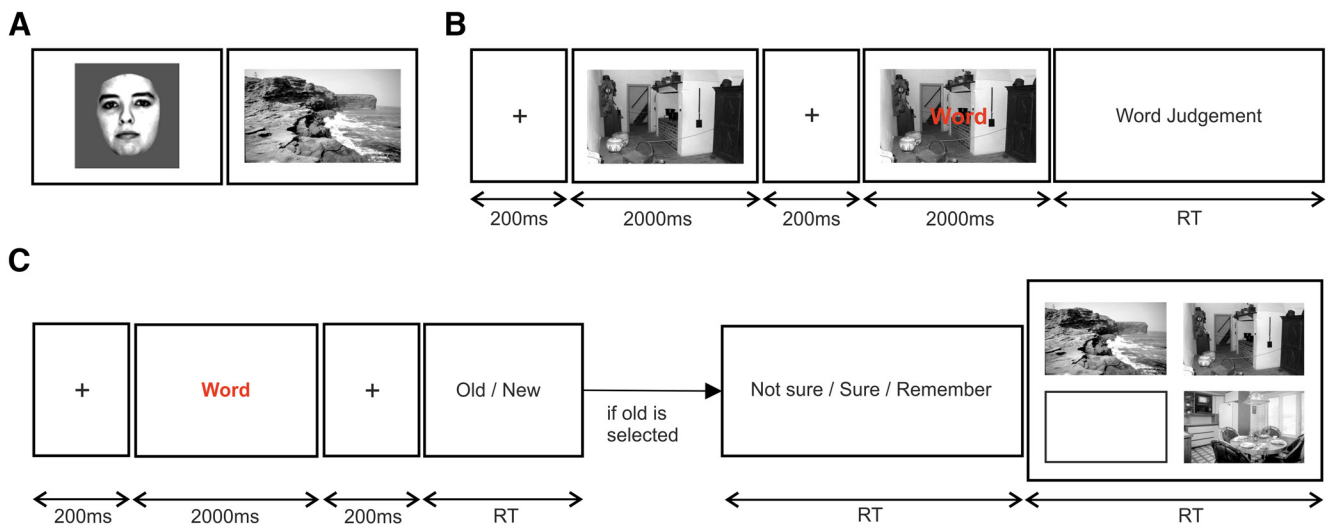 A
B
+
+
Word
Word Judgement
200ms
2000ms
200ms
2000ms
RT
C
+
Word
+
Old / New
if old is
selected
Not sure / Sure / Remember
200ms
2000ms
200ms
RT
RT
RT